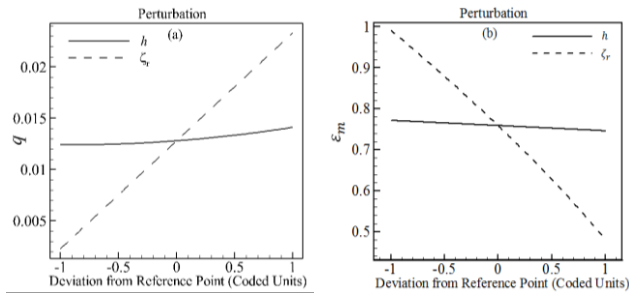 Perturbation
(a)
h
ζr
0.02
0.015
0.01
0.005
q
-1
-0.5
0
0.5
1
Deviation from Reference Point (Coded Units)
Perturbation
(b)
h
ζr
1
0.9
0.8
0.7
0.6
0.5
εm
-1
-0.5
0
0.5
1
Deviation from Reference Point (Coded Units)